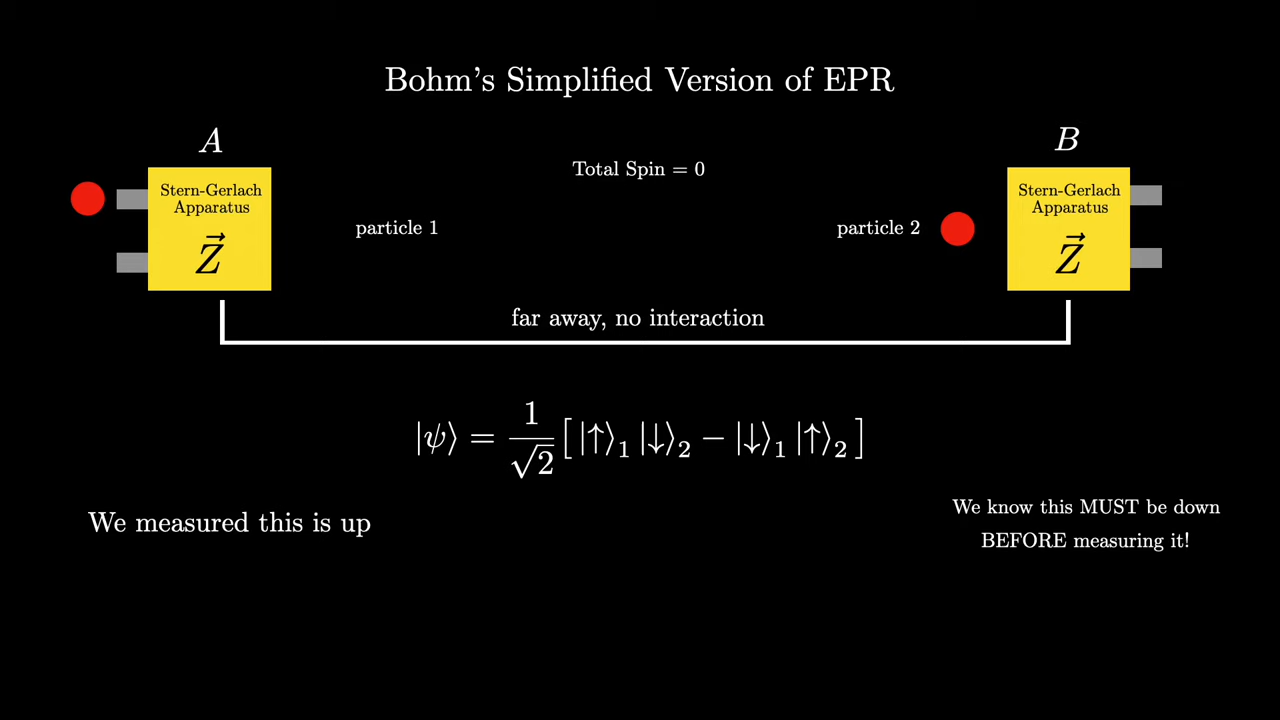 Bohm's Simplified Version of EPR
A
B
Total Spin = 0
Stern-Gerlach
Apparatus
Z⃗
particle 1
particle 2
Stern-Gerlach
Apparatus
Z⃗
far away, no interaction
|ψ⟩ = 1/√2 [ |↑⟩₁ |↓⟩₂ − |↓⟩₁ |↑⟩₂ ]
We measured this is up
We know this MUST be down
BEFORE measuring it!